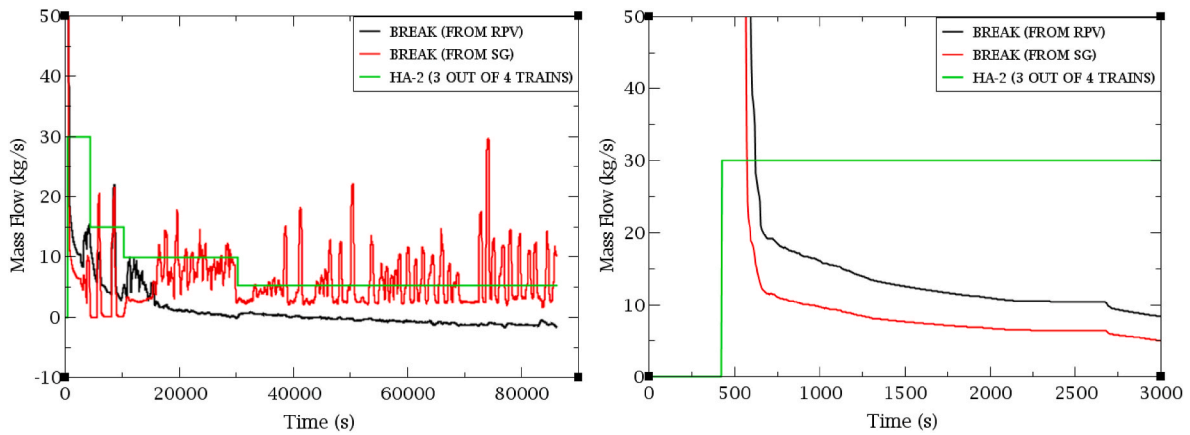 50
40
30
20
10
0
-10
Mass Flow (kg/s)
BREAK (FROM RPV)
BREAK (FROM SG)
HA-2 (3 OUT OF 4 TRAINS)
0 20000 40000 60000 80000
Time (s)
50
40
30
20
10
0
Mass Flow (kg/s)
BREAK (FROM RPV)
BREAK (FROM SG)
HA-2 (3 OUT OF 4 TRAINS)
0 500 1000 1500 2000 2500 3000
Time (s)